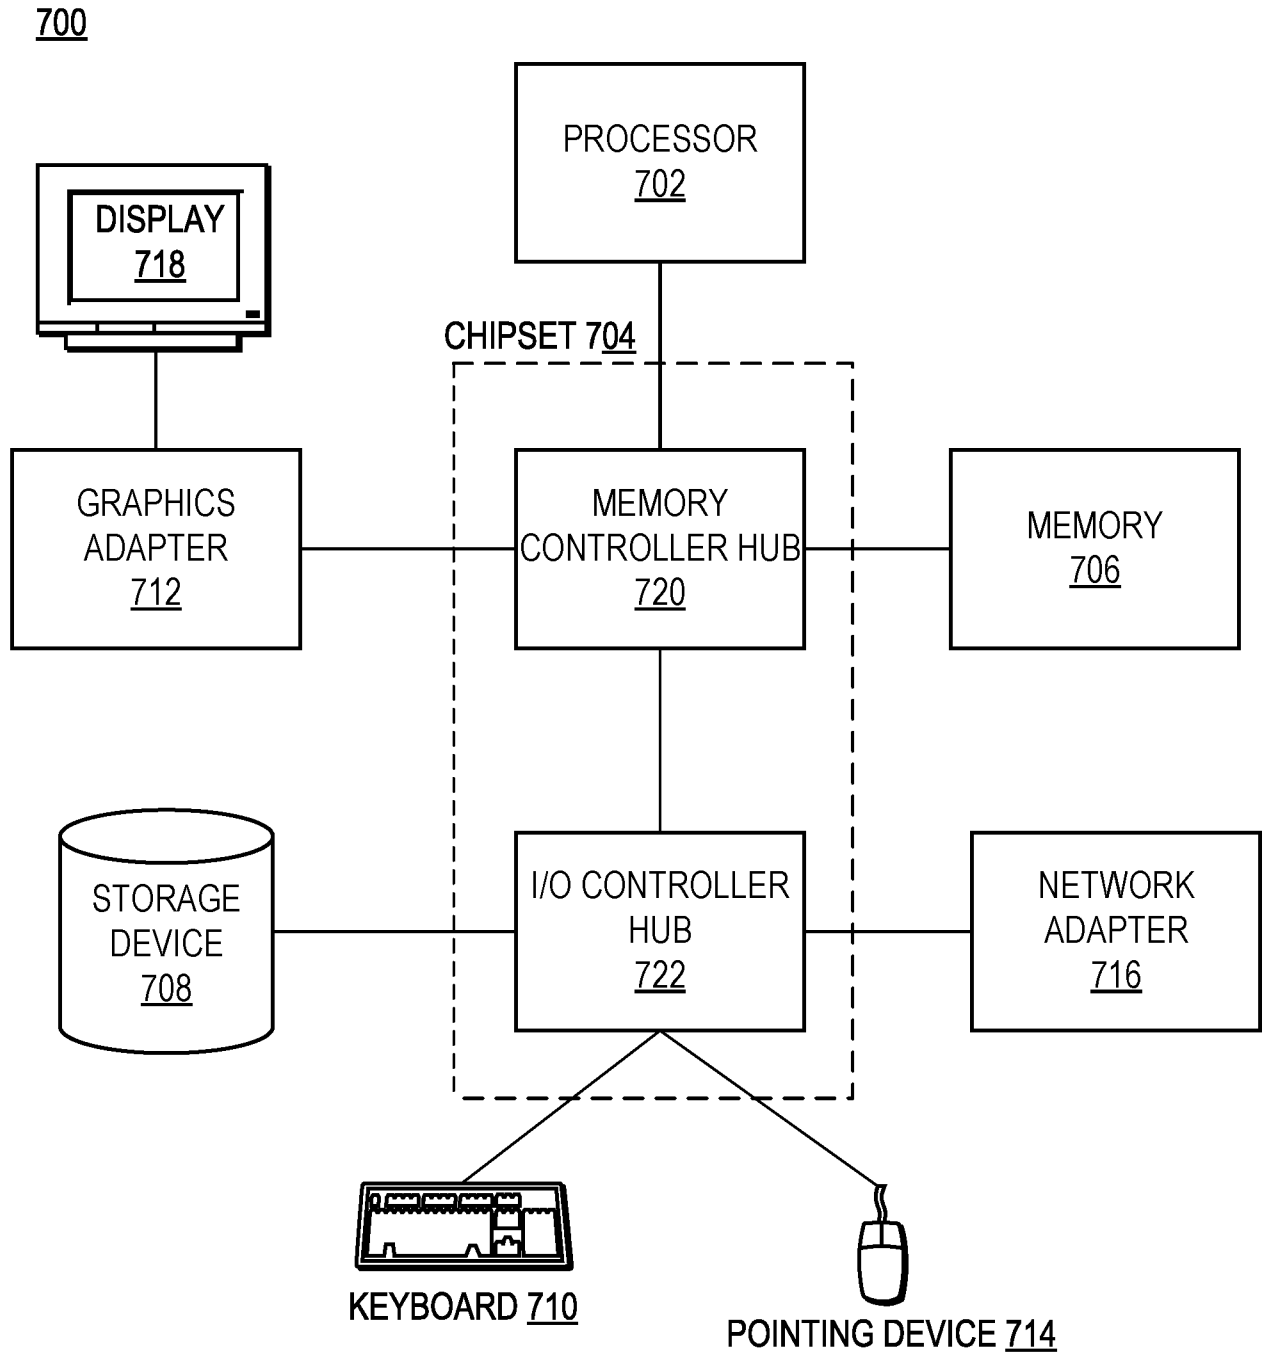 700
PROCESSOR
702
DISPLAY
718
CHIPSET 704
GRAPHICS
ADAPTER
712
MEMORY
CONTROLLER HUB
720
MEMORY
706
STORAGE
DEVICE
708
I/O CONTROLLER
HUB
722
NETWORK
ADAPTER
716
KEYBOARD 710
POINTING DEVICE 714